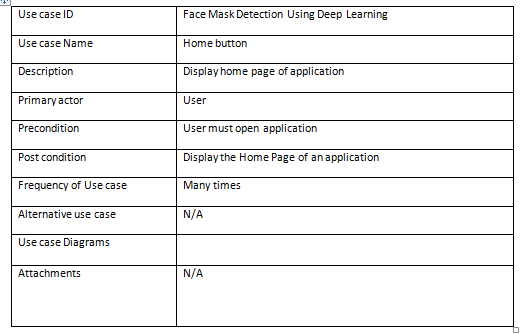 Use case ID Face Mask Detection Using Deep Learning
Use case Name Home button
Description Display home page of application
Primary actor User
Precondition User must open application
Post condition Display the Home Page of an application
Frequency of Use case Many times
Alternative use case N/A
Use case Diagrams
Attachments N/A